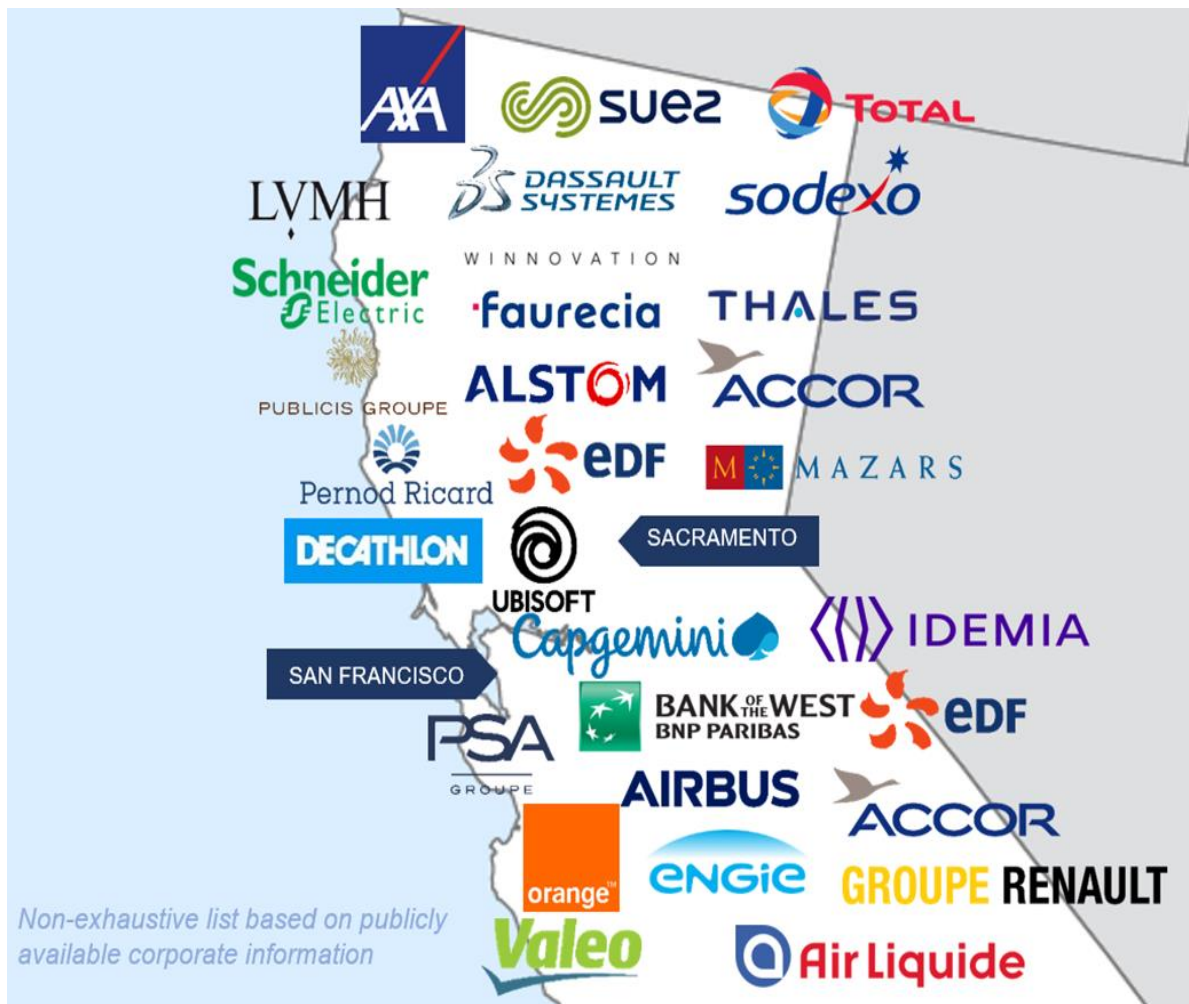 AXA
suez
TOTAL
LVMH
DS DASSAULT
SYSTEMES
sodexo
WINNOVATION
Schneider
Electric
faurecia
THALES
PUBLICIS GROUPE
ALSTOM
ACCOR
Pernod Ricard
eDF
M MAZARS
DECATHLON
UBISOFT
SACRAMENTO
Capgemini
IDEMIA
SAN FRANCISCO
PSA
GROUPE
BANK OF THE WEST
BNP PARIBAS
eDF
AIRBUS
ACCOR
orange™
ENGIE
GROUPE RENAULT
Valeo
Air Liquide
Non-exhaustive list based on publicly
available corporate information